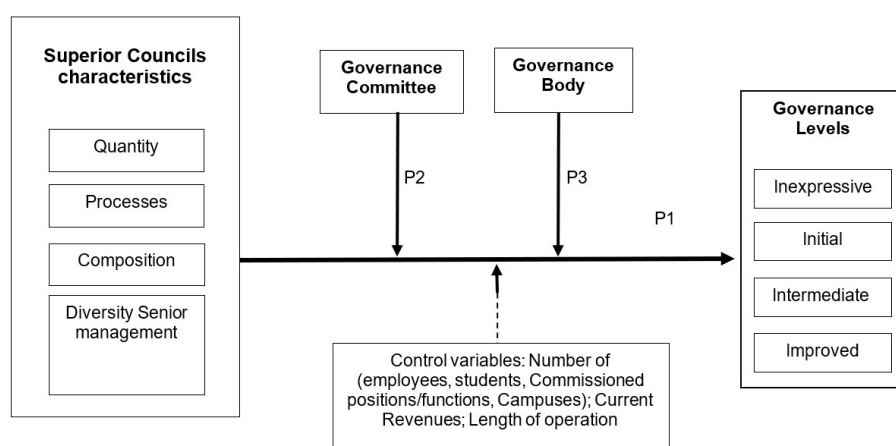 Superior Councils
characteristics
Quantity
Processes
Composition
Diversity Senior
management
Governance
Committee
Governance
Body
P2
P3
P1
Governance
Levels
Inexpressive
Initial
Intermediate
Improved
Control variables: Number of
(employees, students, Commissioned
positions/functions, Campuses); Current
Revenues; Length of operation